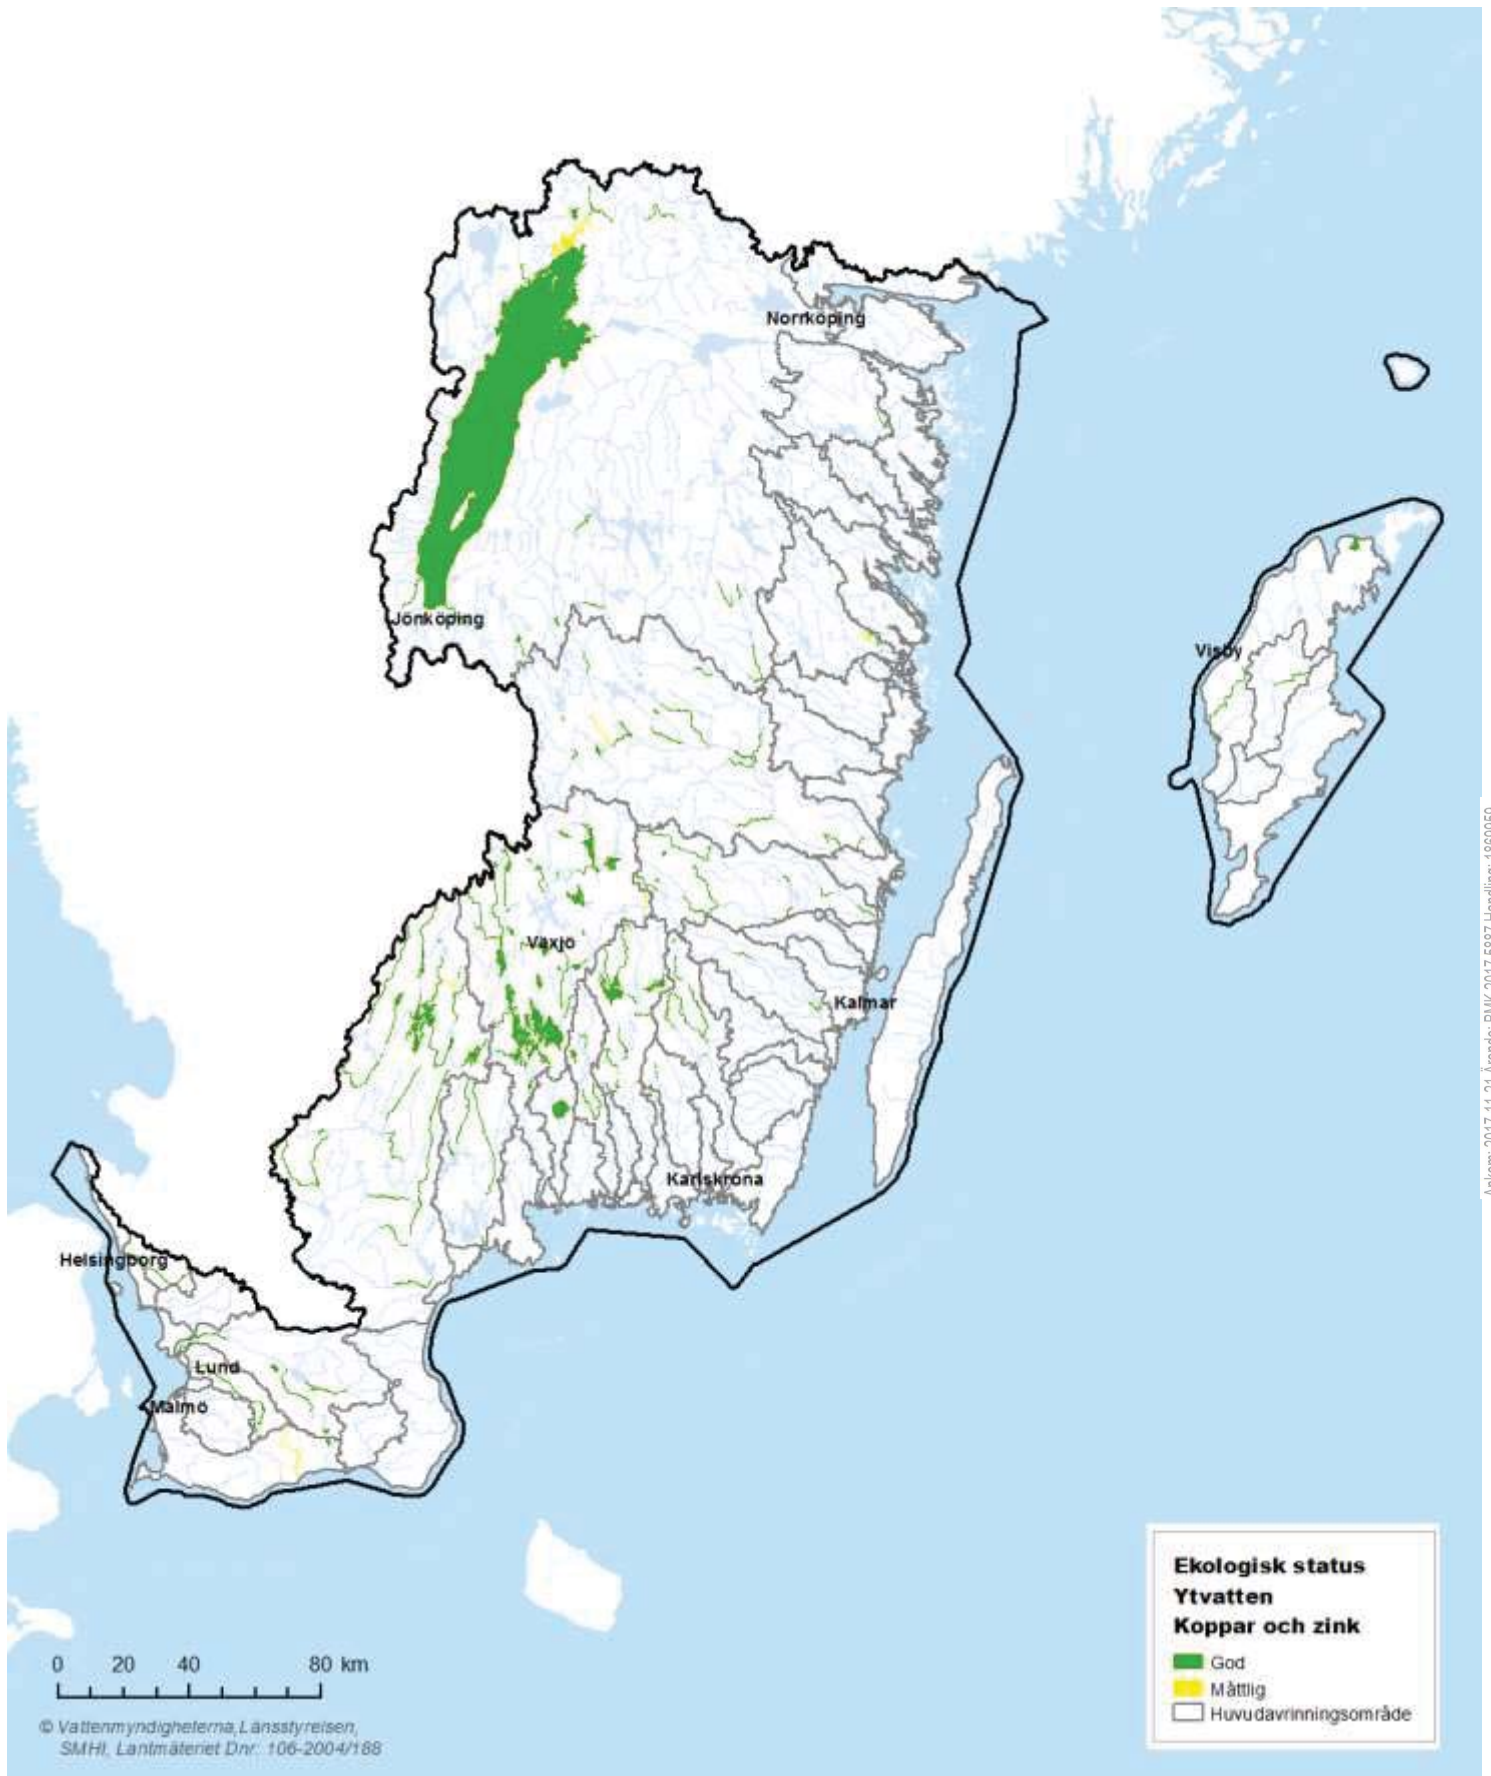 Norrköping
Jönköping
Visby
Växjö
Kalmar
Karlskrona
Helsingborg
Lund
Malmö
Ekologisk status
Ytvatten
Koppar och zink
God
Måttlig
Huvudavrinningsområde
0 20 40 80 km
© Vattenmyndigheterna,Länsstyrelsen,
SMHI, Lantmäteriet Dnr: 106-2004/188